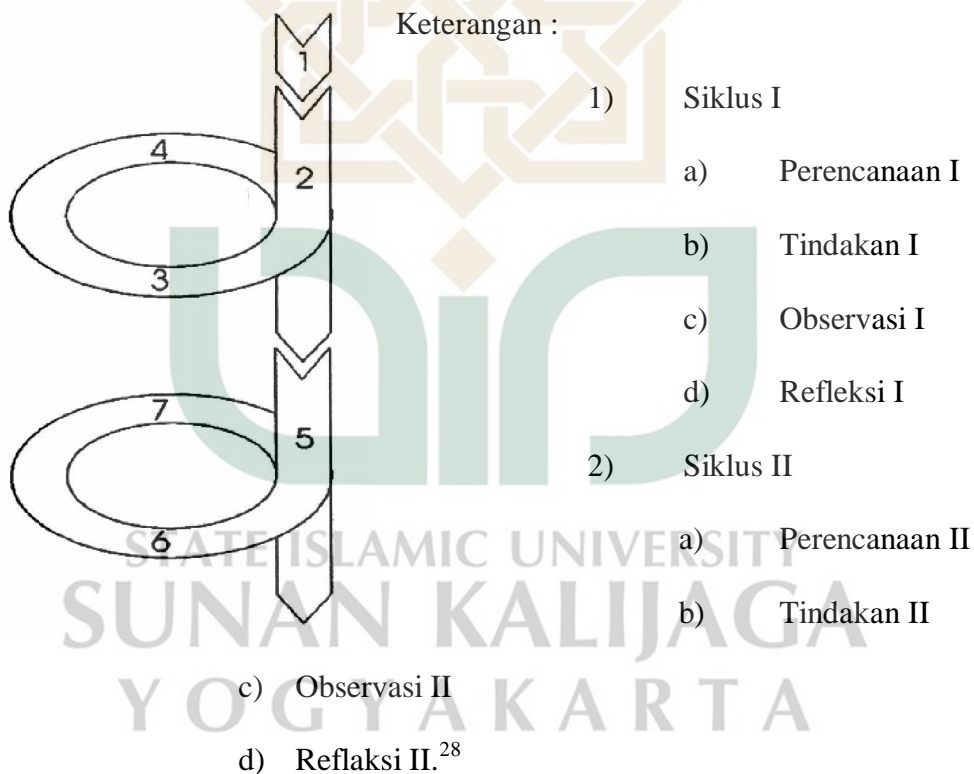 Keterangan :
1
1) Siklus I
4
2
a) Perencanaan I
b) Tindakan I
3
c) Observasi I
d) Refleksi I
7
5
2) Siklus II
6
a) Perencanaan II
b) Tindakan II
c) Observasi II
d) Reflaksi II.28
STATE ISLAMIC UNIVERSITY
SUNAN KALIJAGA
YOGYAKARTA